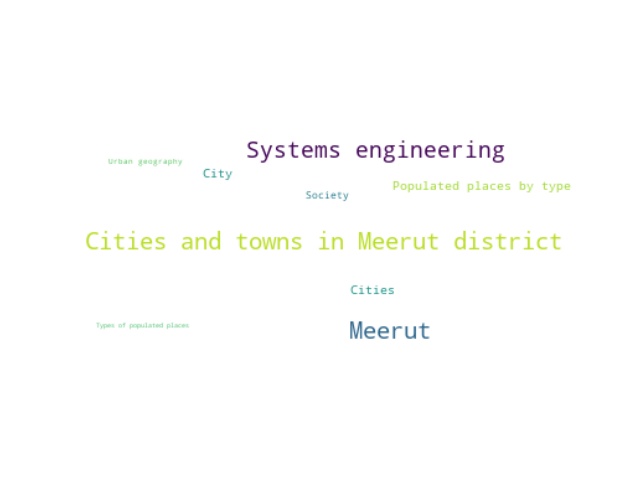 Systems engineering
Urban geography
City
Populated places by type
Society
Cities and towns in Meerut district
Cities
Types of populated places
Meerut